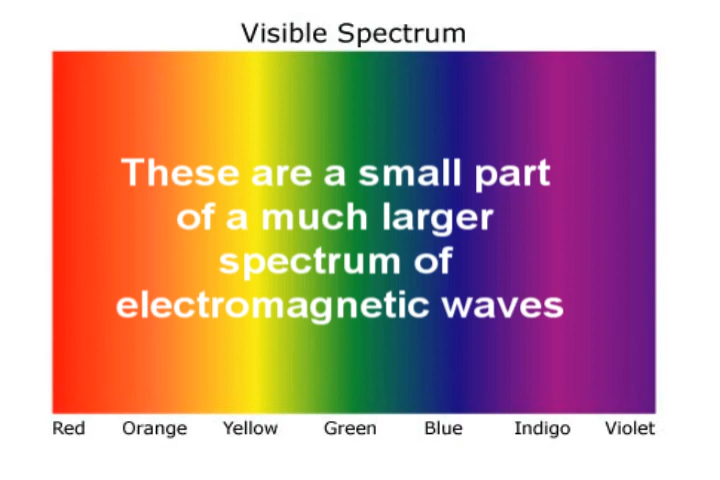 Visible Spectrum
These are a small part
of a much larger
spectrum of
electromagnetic waves
Red Orange Yellow Green Blue Indigo Violet